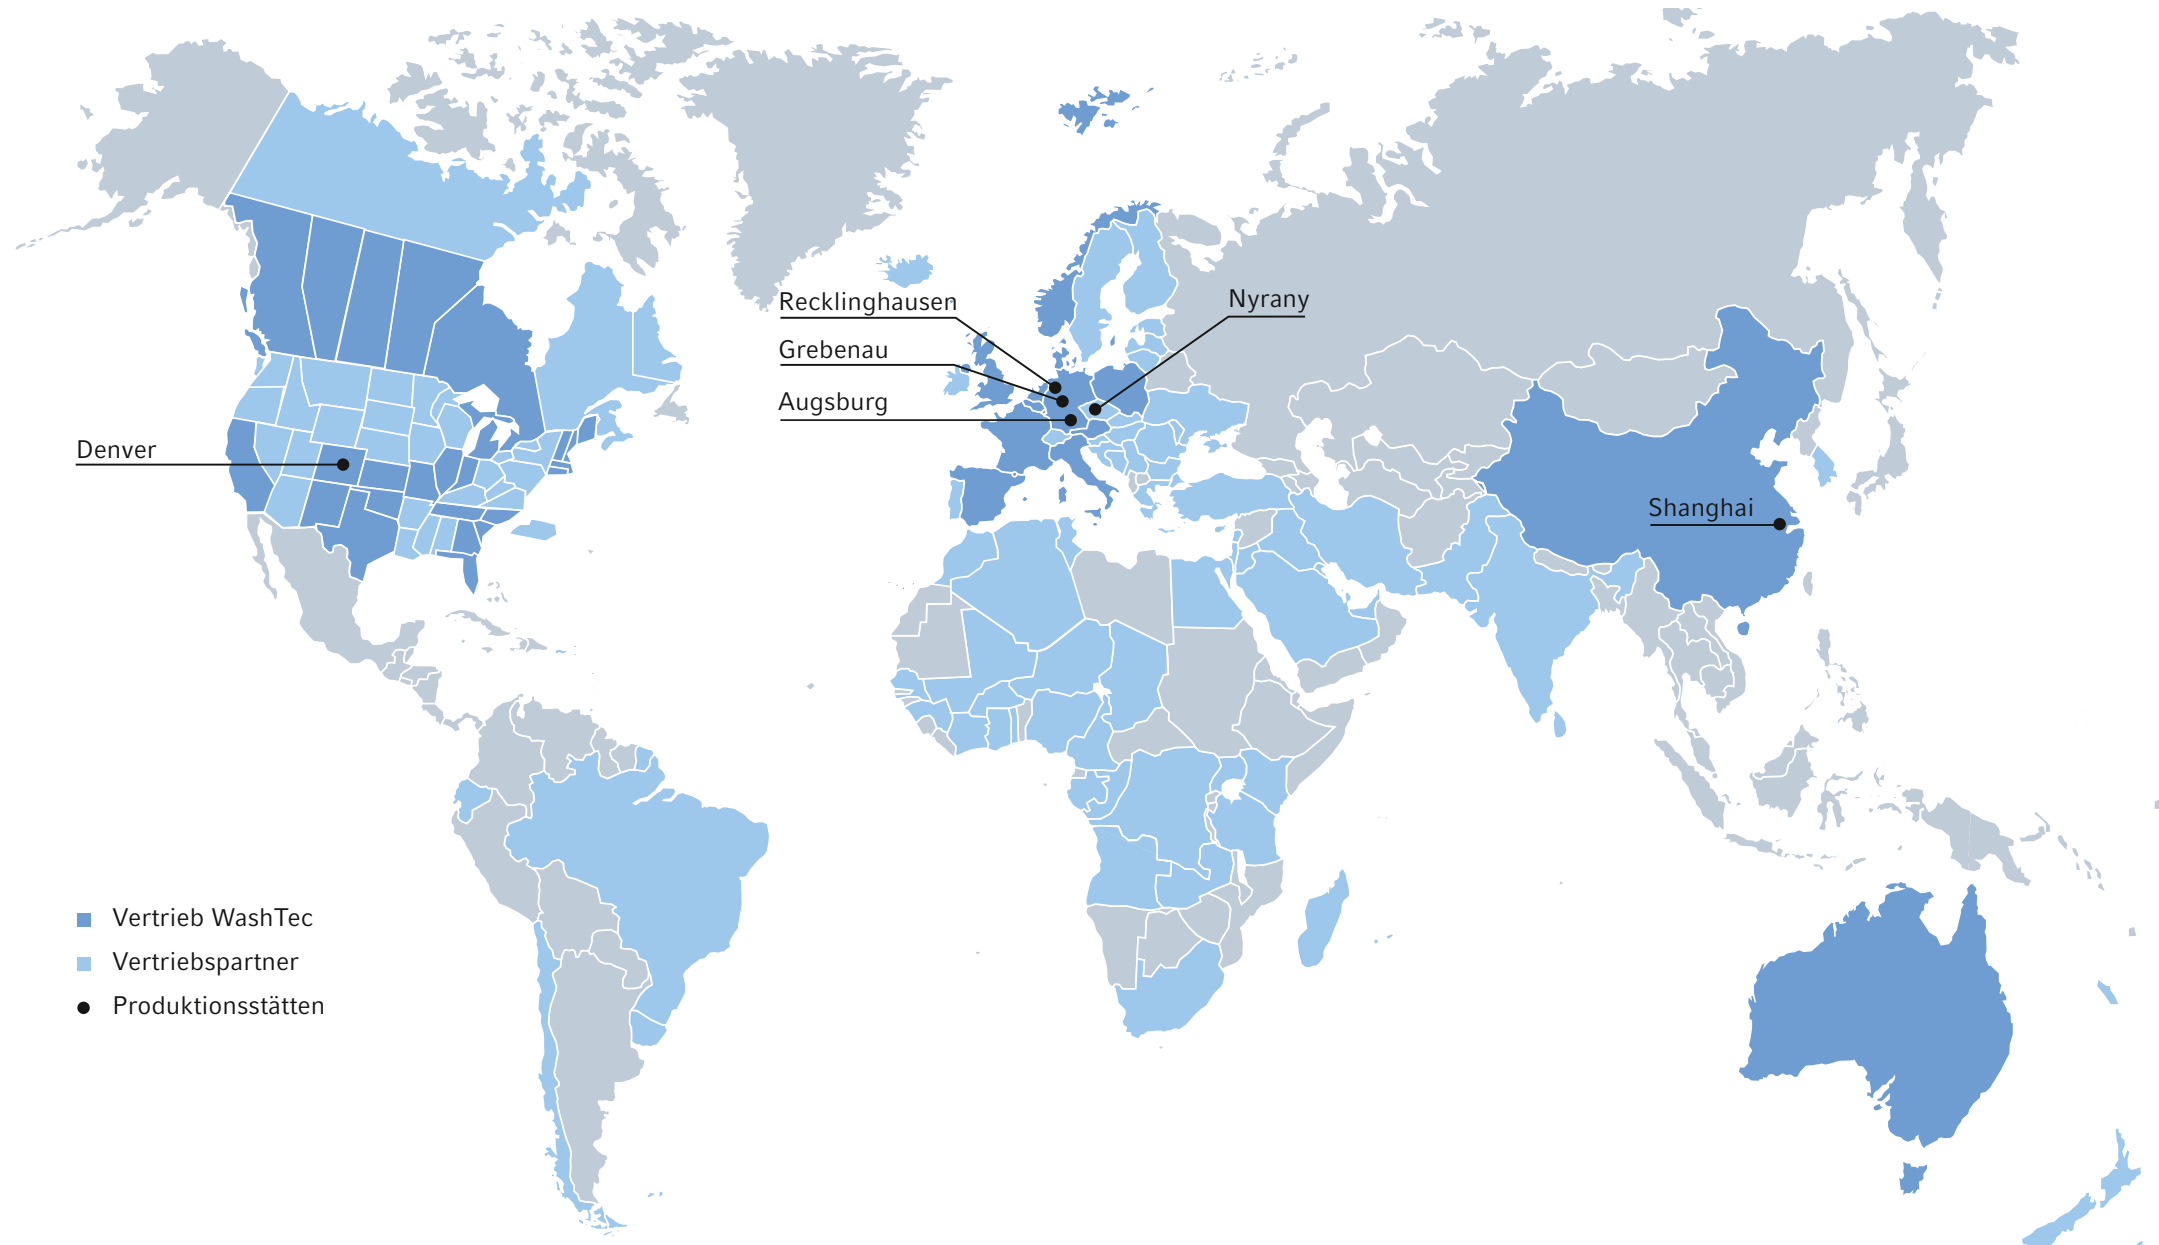 Recklinghausen
Nyrany
Grebenau
Augsburg
Denver
Shanghai
Vertrieb WashTec
Vertriebspartner
Produktionsstätten